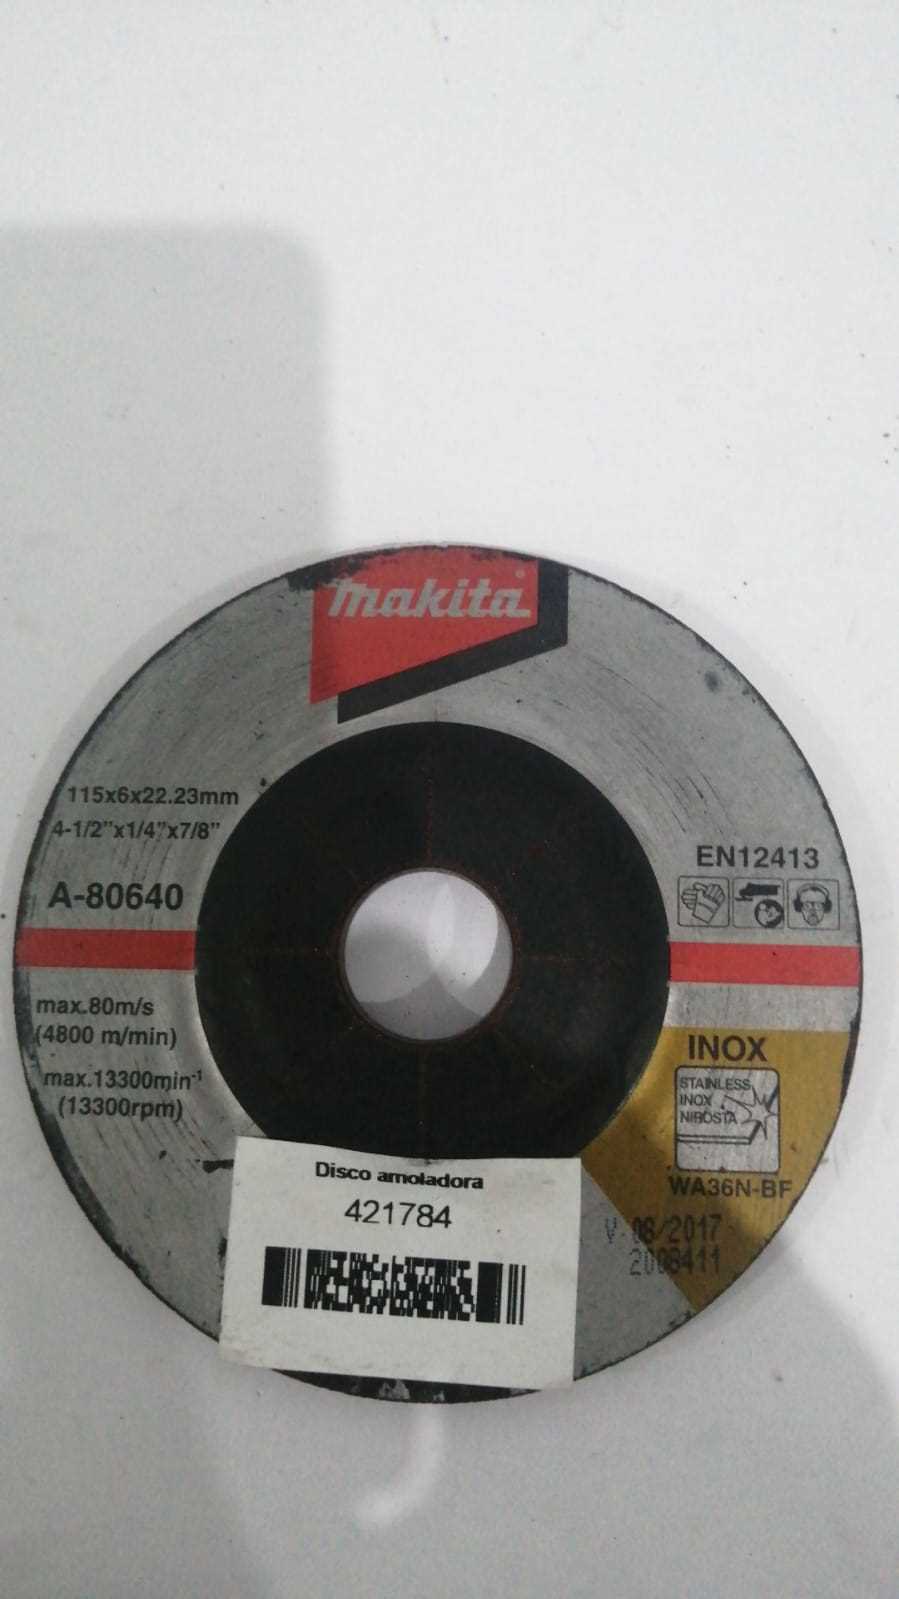 makita
115x6x22.23mm
4-1/2"x1/4"x7/8"
A-80640
max.80m/s
(4800 m/min)
max.13300min⁻¹
(13300rpm)
EN12413
INOX
STAINLESS
INOX
NIROSTA
WA36N-BF
V 08/2017
2008411
Disco amoladora
421784